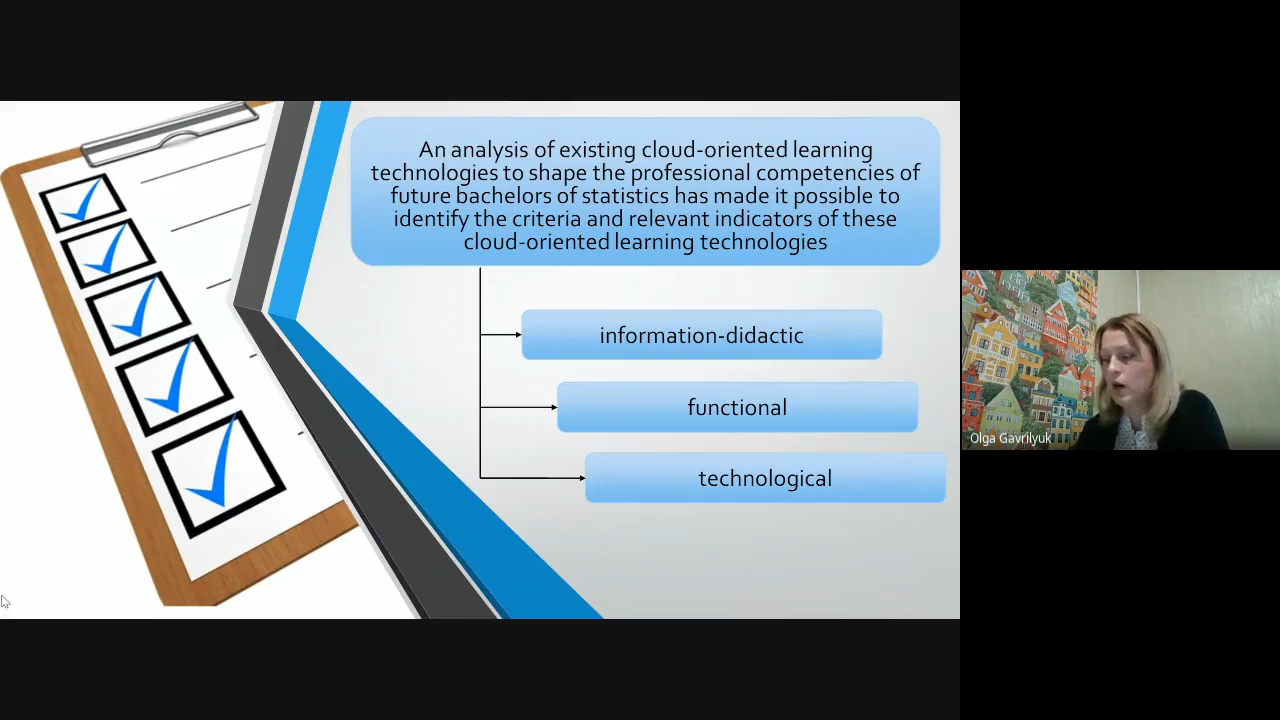 An analysis of existing cloud-oriented learning
technologies to shape the professional competencies of
future bachelors of statistics has made it possible to
identify the criteria and relevant indicators of these
cloud-oriented learning technologies
information-didactic
functional
technological
Olga Gavrilyuk